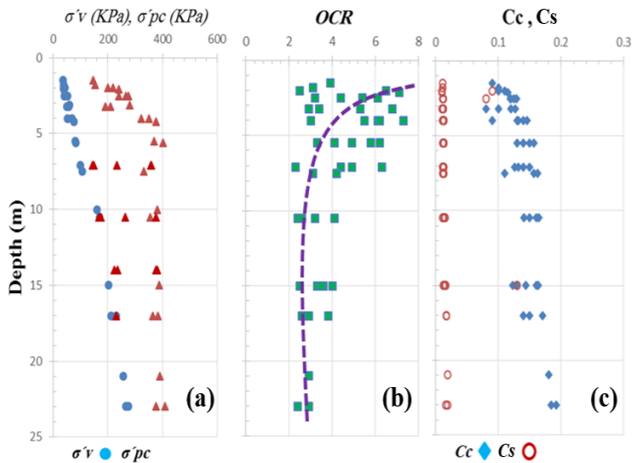 σ´v (KPa), σ´pc (KPa)
OCR
Cc , Cs
0 200 400 600
0 2 4 6 8
0 0.1 0.2 0.3
0
5
10
15
20
25
Depth (m)
(a)
(b)
(c)
σ´v σ´pc
Cc Cs